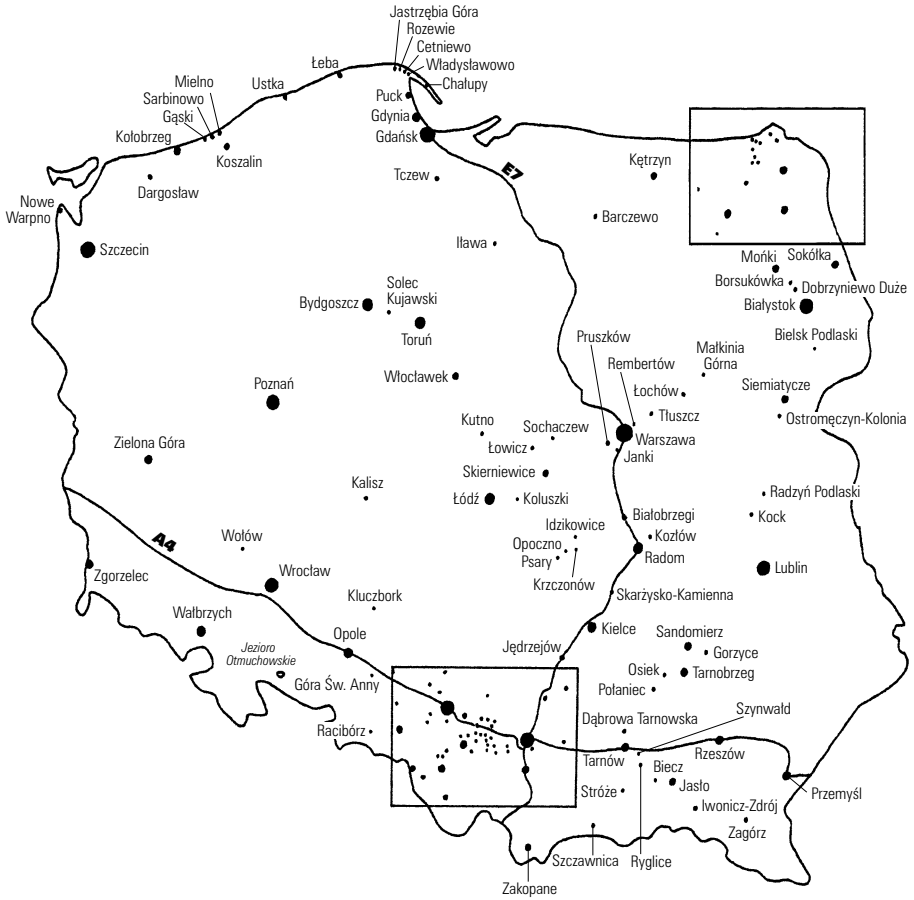 Jastrzębia Góra
Rozewie
Cetniewo
Władysławowo
Chałupy
Łeba
Ustka
Mielno
Sarbinowo
Gąski
Kołobrzeg
Koszalin
Dargosław
Puck
Gdynia
Gdańsk
Tczew
E7
Kętrzyn
Barczewo
Nowe
Warpno
Szczecin
Iława
Mońki
Sokółka
Borsukówka
Dobrzyniewo Duże
Białystok
Bielsk Podlaski
Solec
Kujawski
Bydgoszcz
Toruń
Włocławek
Pruszków
Rembertów
Małkinia
Górna
Łochów
Tłuszcz
Siemiatycze
Ostromęczyn-Kolonia
Poznań
Zielona Góra
Kutno
Sochaczew
Łowicz
Warszawa
Janki
Skierniewice
Kalisz
Łódź
Koluszki
Radzyń Podlaski
Kock
Idzikowice
Opoczno
Psary
Krzczonów
Białobrzegi
Kozłów
Radom
A4
Wołów
Zgorzelec
Wrocław
Lublin
Kluczbork
Skarżysko-Kamienna
Wałbrzych
Opole
Kielce
Sandomierz
Gorzyce
Jezioro
Otmuchowskie
Jędrzejów
Osiek
Tarnobrzeg
Góra Św. Anny
Połaniec
Racibórz
Dąbrowa Tarnowska
Szynwałd
Tarnów
Rzeszów
Biecz
Jasło
Stróże
Iwonicz-Zdrój
Przemyśl
Zagórz
Szczawnica
Ryglice
Zakopane